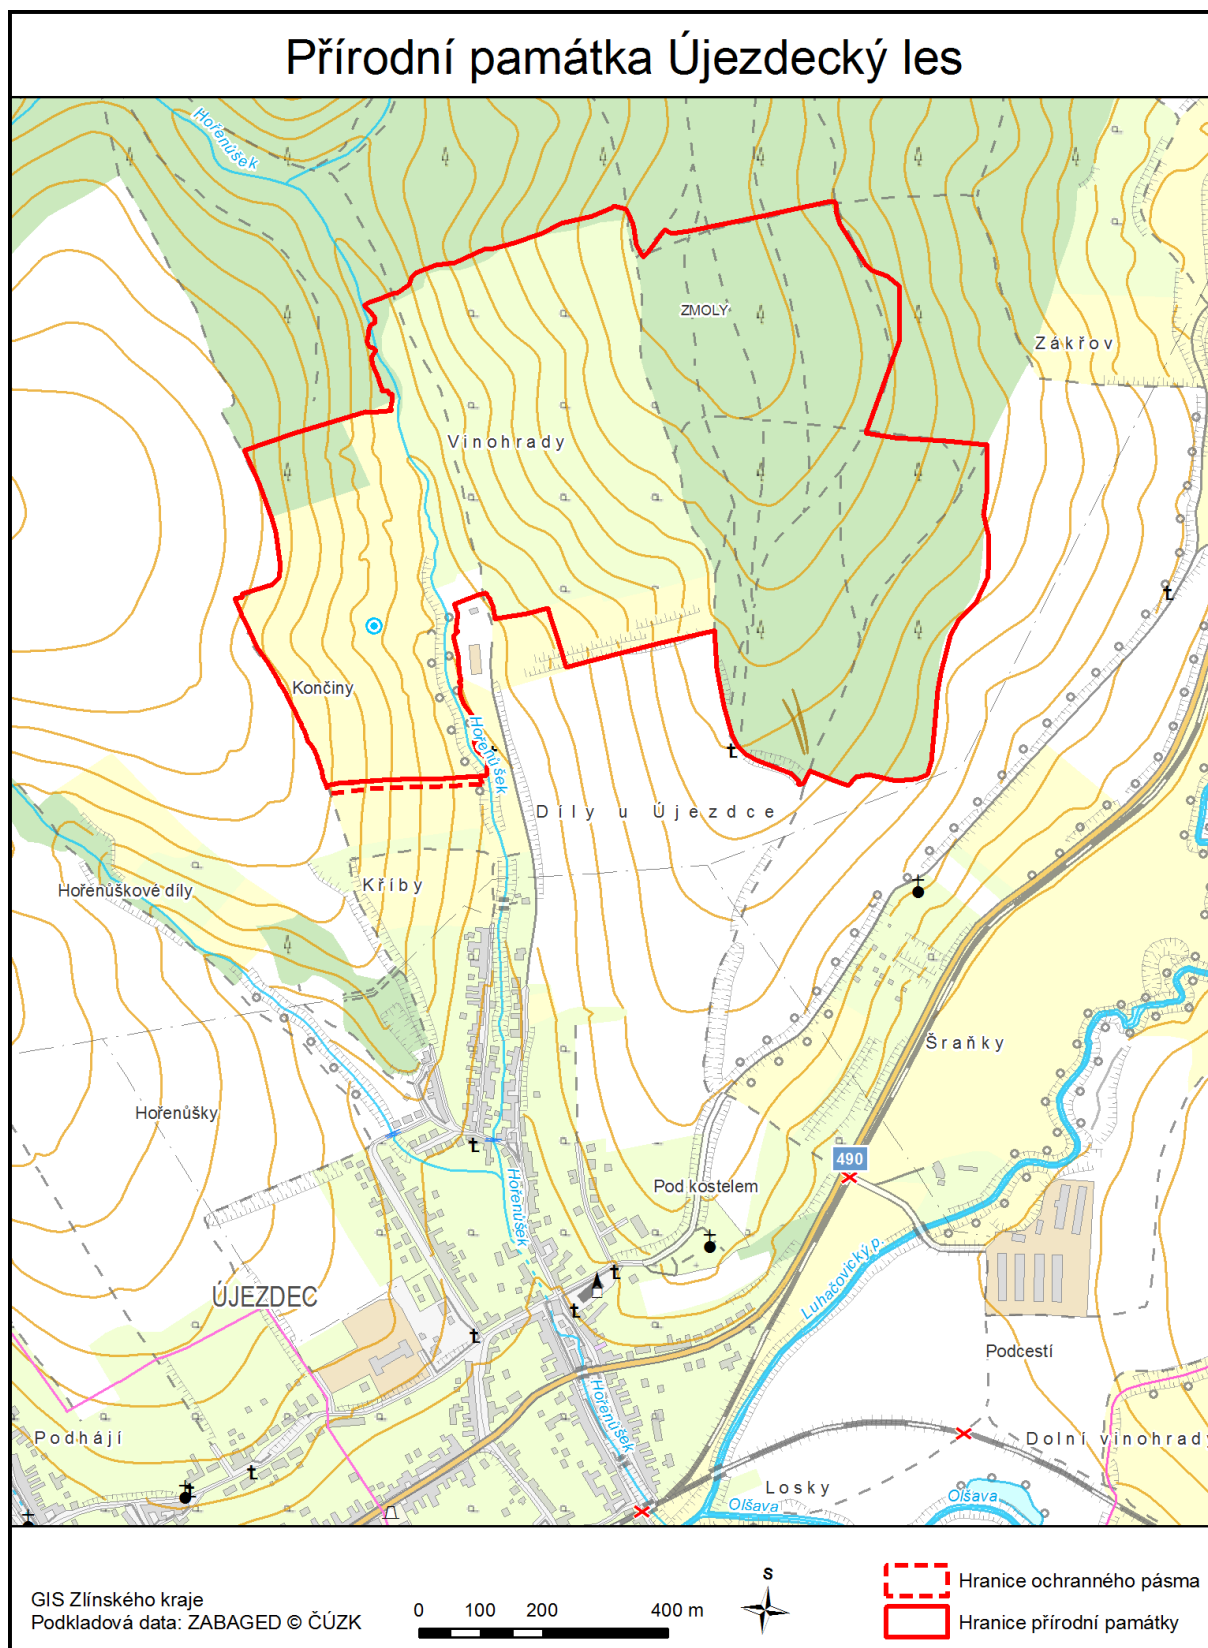 Přírodní památka Újezdecký les
Hořenůšek
ZMOLY
Zákřov
Vinohrady
Končiny
Hořenůšek
Díly u Újezdce
Kříby
Hořenůškové díly
Šraňky
Hořenůšky
490
Pod kostelem
Hořenůšek
Luhačovický p.
ÚJEZDEC
Podcestí
Hořenůšek
Podhájí
Dolní vinohrady
Losky
Olšava
Olšava
GIS Zlínského kraje
Podkladová data: ZABAGED © ČÚZK
0 100 200 400 m
S
Hranice ochranného pásma
Hranice přírodní památky